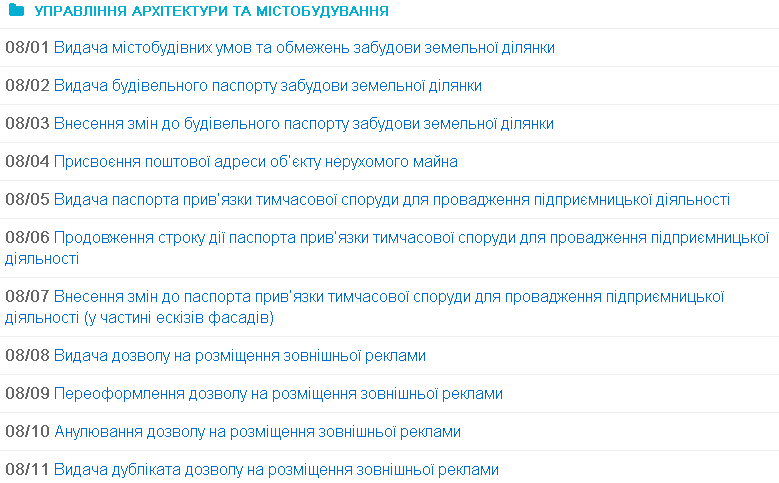 УПРАВЛІННЯ АРХІТЕКТУРИ ТА МІСТОБУДУВАННЯ
08/01 Видача містобудівних умов та обмежень забудови земельної ділянки
08/02 Видача будівельного паспорту забудови земельної ділянки
08/03 Внесення змін до будівельного паспорту забудови земельної ділянки
08/04 Присвоєння поштової адреси об'єкту нерухомого майна
08/05 Видача паспорта прив'язки тимчасової споруди для провадження підприємницької діяльності
08/06 Продовження строку дії паспорта прив'язки тимчасової споруди для провадження підприємницької
діяльності
08/07 Внесення змін до паспорта прив'язки тимчасової споруди для провадження підприємницької
діяльності (у частині ескізів фасадів)
08/08 Видача дозволу на розміщення зовнішньої реклами
08/09 Переоформлення дозволу на розміщення зовнішньої реклами
08/10 Анулювання дозволу на розміщення зовнішньої реклами
08/11 Видача дубліката дозволу на розміщення зовнішньої реклами